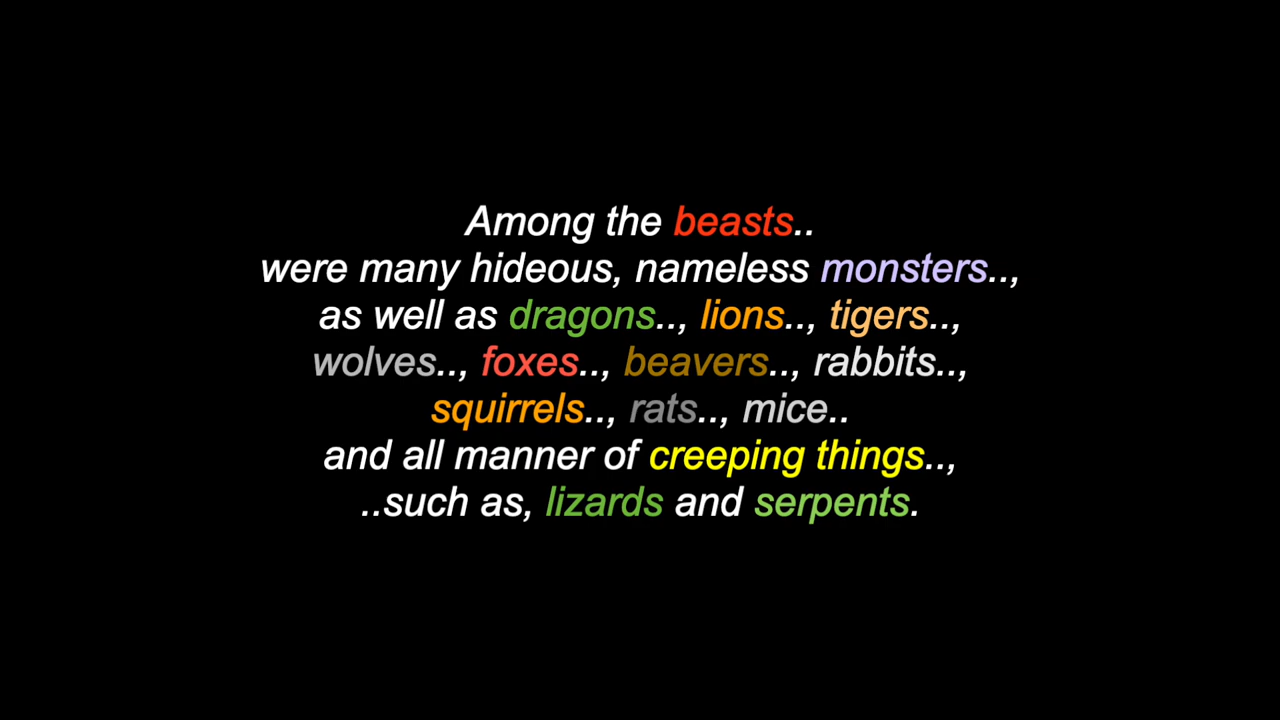 Among the beasts..
were many hideous, nameless monsters..,
as well as dragons.., lions.., tigers..,
wolves.., foxes.., beavers.., rabbits..,
squirrels.., rats.., mice..
and all manner of creeping things..,
..such as, lizards and serpents.